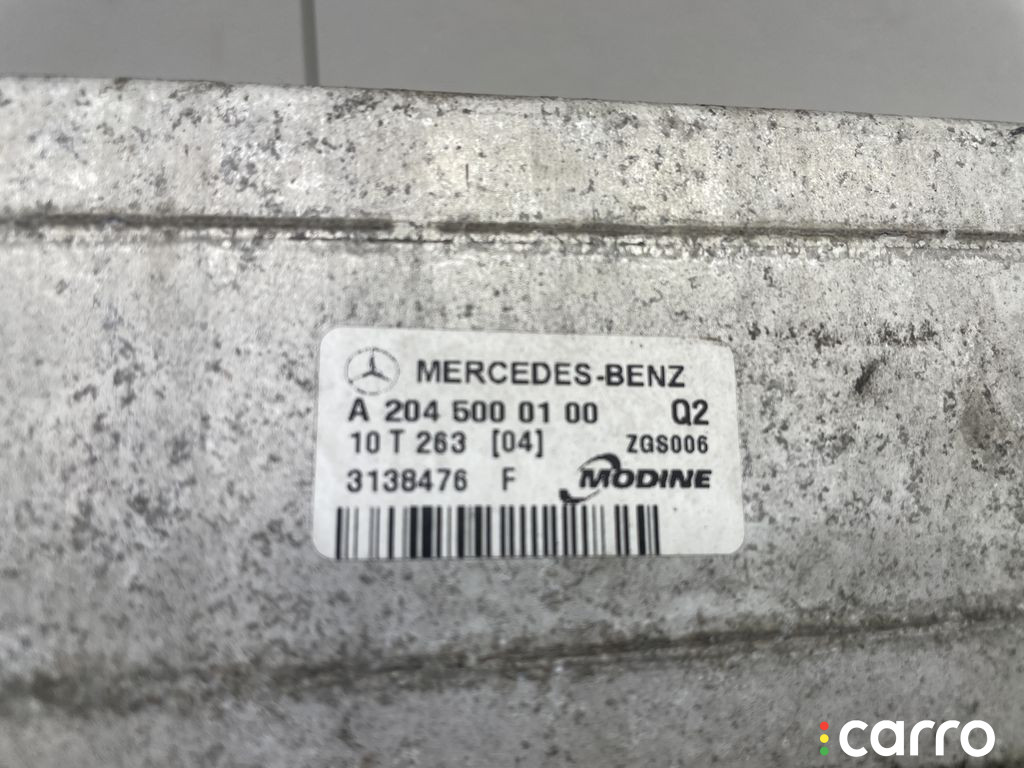 MERCEDES-BENZ
A 204 500 01 00 Q2
10 T 263 [04] ZGS006
3138476 F MODINE
carro